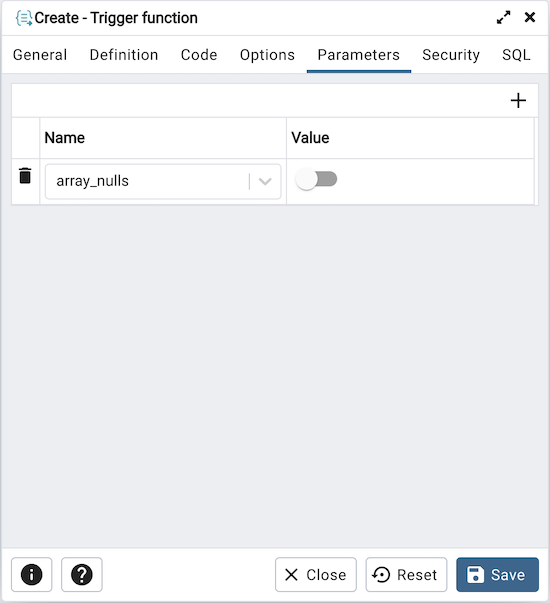 Create - Trigger function
General Definition Code Options Parameters Security SQL
Name Value
array_nulls
Close Reset Save